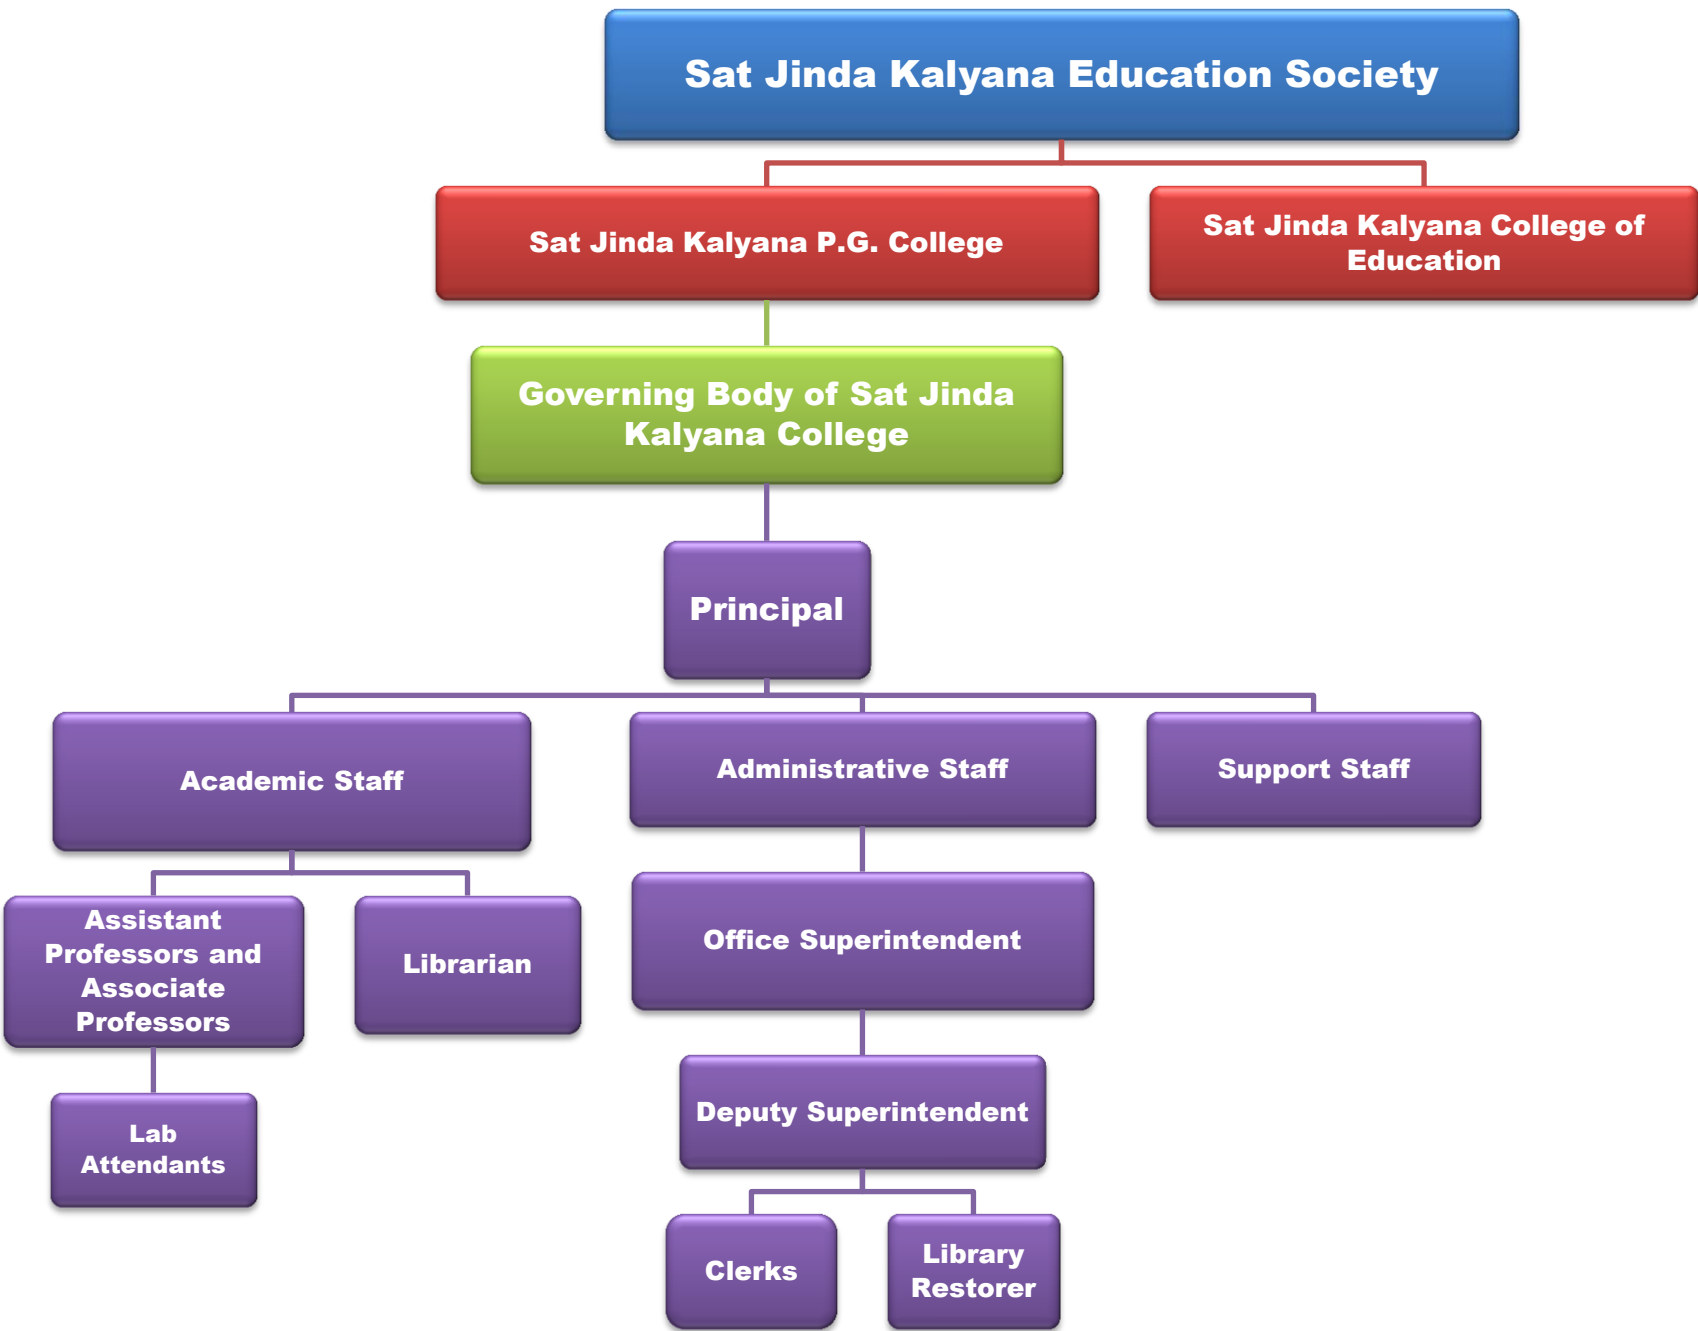 Sat Jinda Kalyana Education Society
Sat Jinda Kalyana P.G. College
Sat Jinda Kalyana College of
Education
Governing Body of Sat Jinda
Kalyana College
Principal
Academic Staff
Administrative Staff
Support Staff
Assistant
Professors and
Associate
Professors
Librarian
Office Superintendent
Lab
Attendants
Deputy Superintendent
Clerks
Library
Restorer